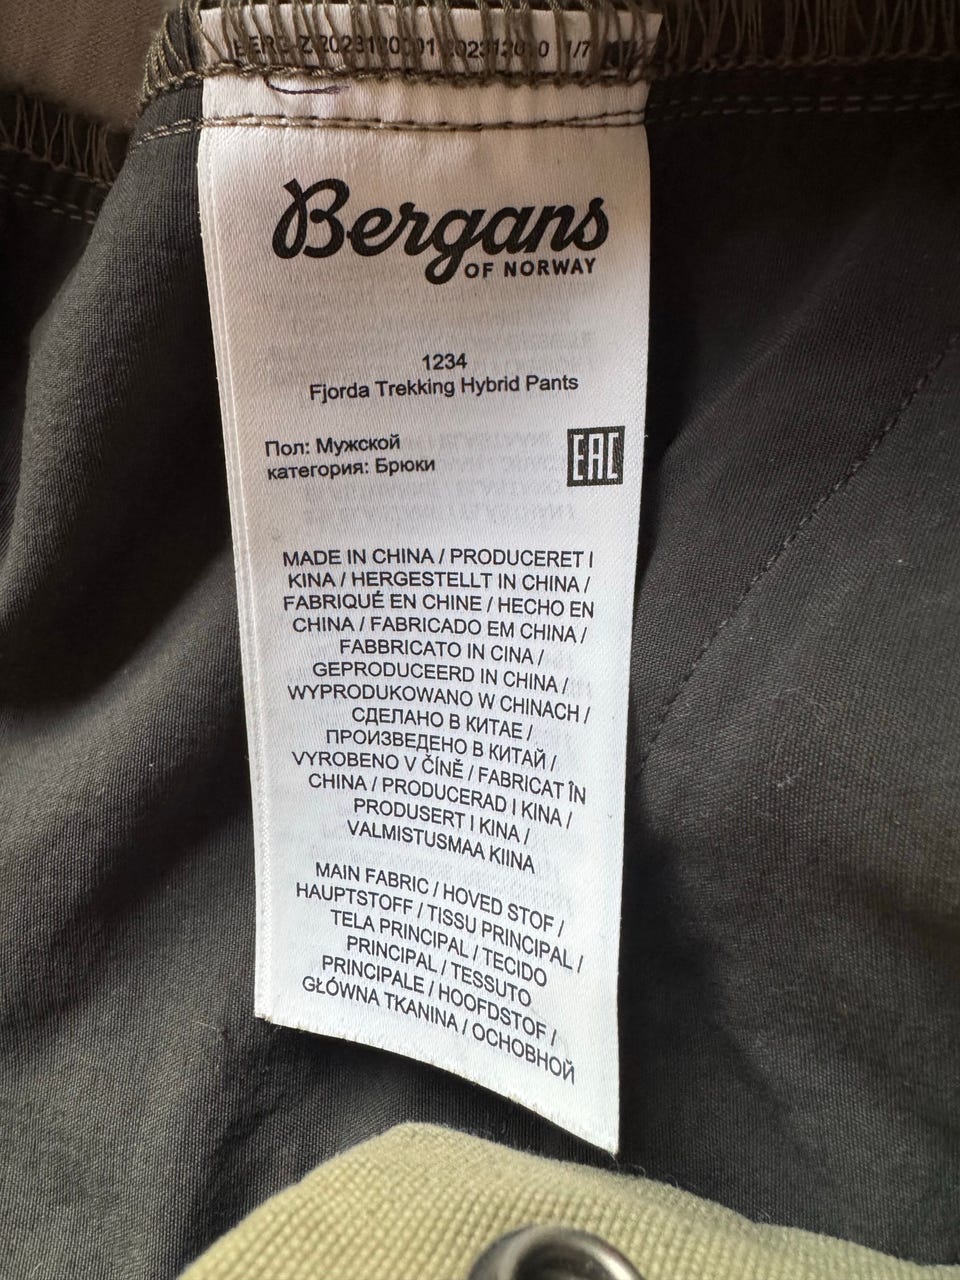 1/7
Bergans
OF NORWAY
1234
Fjorda Trekking Hybrid Pants
Пол: Мужской
категория: Брюки
EAC
MADE IN CHINA / PRODUCERET I
KINA / HERGESTELLT IN CHINA /
FABRIQUÉ EN CHINE / HECHO EN
CHINA / FABRICADO EM CHINA /
FABBRICATO IN CINA /
GEPRODUCEERD IN CHINA /
WYPRODUKOWANO W CHINACH /
СДЕЛАНО В КИТАЕ /
ПРОИЗВЕДЕНО В КИТАЙ /
VYROBENO V ČÍNĚ / FABRICAT ÎN
CHINA / PRODUCERAD I KINA /
PRODUSERT I KINA /
VALMISTUSMAA KIINA
MAIN FABRIC / HOVED STOF /
HAUPTSTOFF / TISSU PRINCIPAL /
TELA PRINCIPAL / TECIDO
PRINCIPAL / TESSUTO
PRINCIPALE / HOOFDSTOF /
GŁÓWNA TKANINA / ОСНОВНОЙ